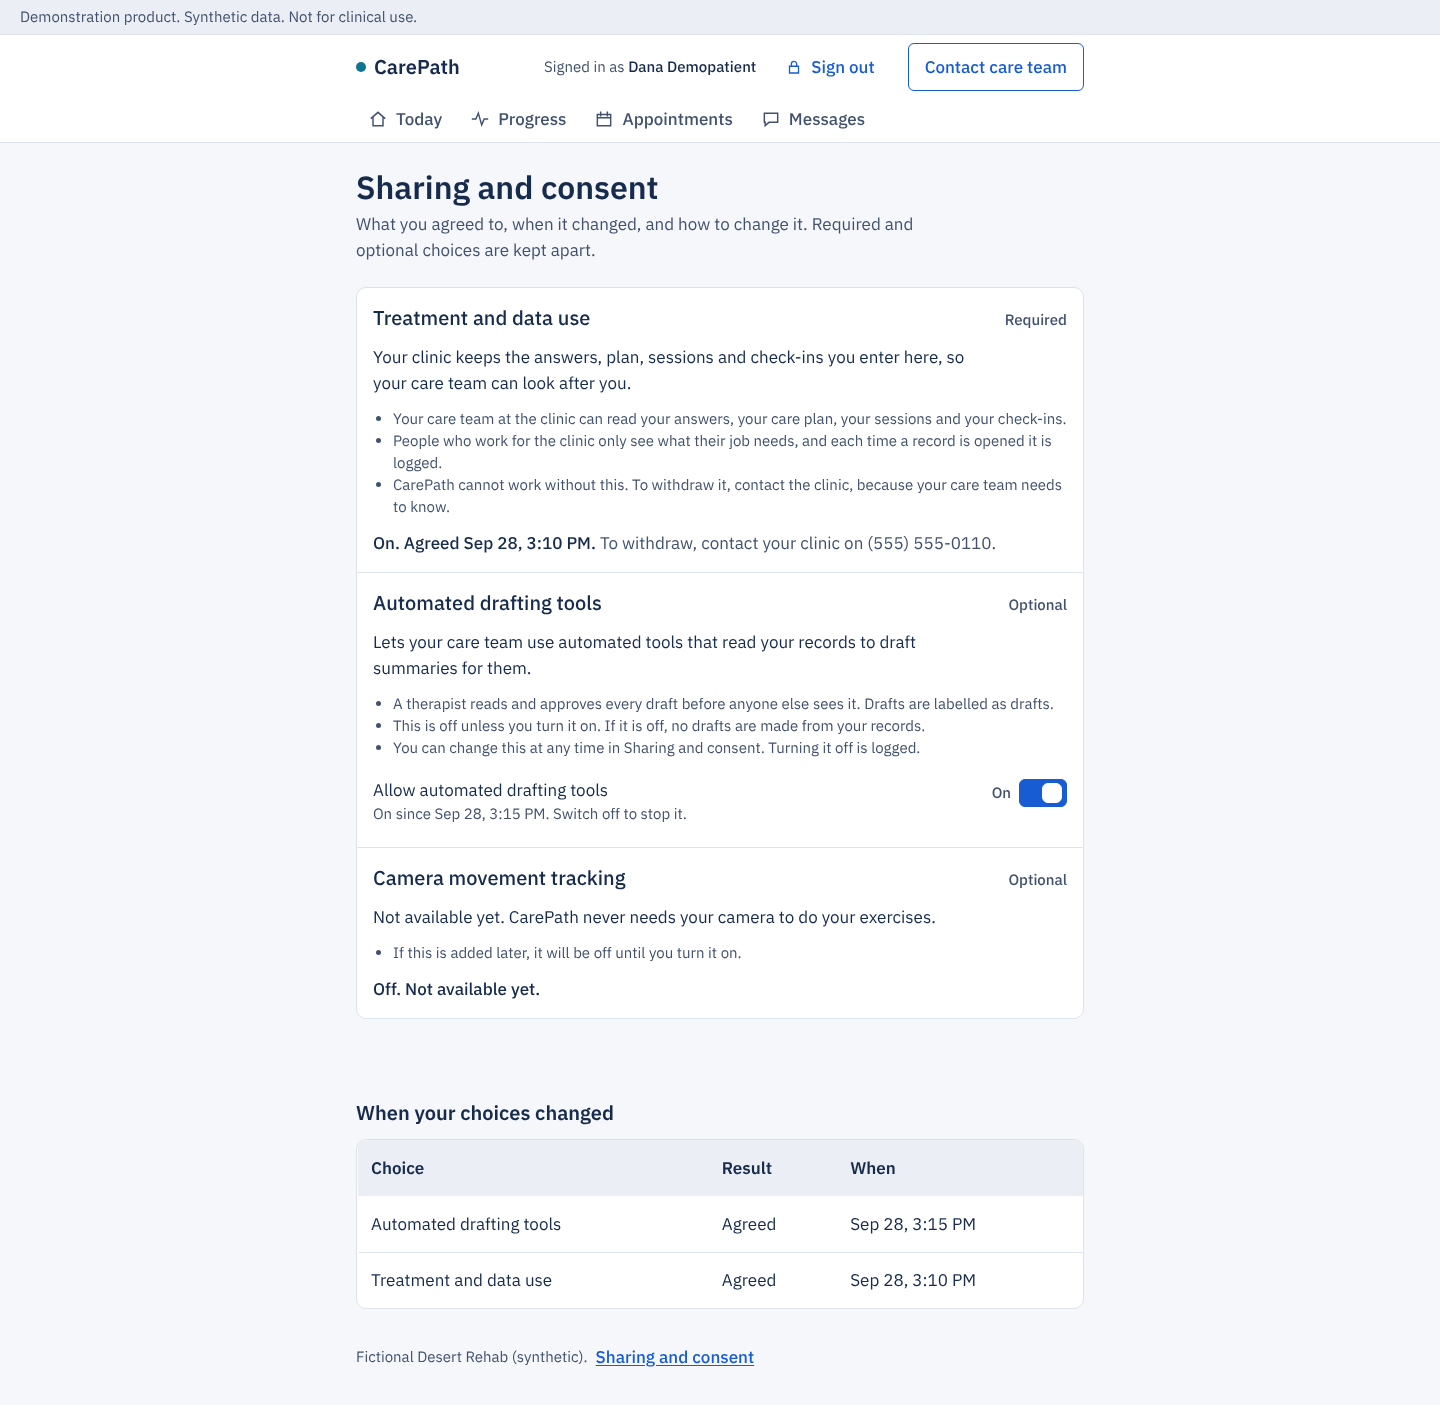 Demonstration product. Synthetic data. Not for clinical use.
CarePath
Signed in as Dana Demopatient
Sign out
Contact care team
Today
Progress
Appointments
Messages
Sharing and consent
What you agreed to, when it changed, and how to change it. Required and
optional choices are kept apart.
Treatment and data use
Required
Your clinic keeps the answers, plan, sessions and check-ins you enter here, so
your care team can look after you.
• Your care team at the clinic can read your answers, your care plan, your sessions and your check-ins.
• People who work for the clinic only see what their job needs, and each time a record is opened it is
logged.
• CarePath cannot work without this. To withdraw it, contact the clinic, because your care team needs
to know.
On. Agreed Sep 28, 3:10 PM. To withdraw, contact your clinic on (555) 555-0110.
Automated drafting tools
Optional
Lets your care team use automated tools that read your records to draft
summaries for them.
• A therapist reads and approves every draft before anyone else sees it. Drafts are labelled as drafts.
• This is off unless you turn it on. If it is off, no drafts are made from your records.
• You can change this at any time in Sharing and consent. Turning it off is logged.
Allow automated drafting tools
On
On since Sep 28, 3:15 PM. Switch off to stop it.
Camera movement tracking
Optional
Not available yet. CarePath never needs your camera to do your exercises.
• If this is added later, it will be off until you turn it on.
Off. Not available yet.
When your choices changed
Choice Result When
Automated drafting tools Agreed Sep 28, 3:15 PM
Treatment and data use Agreed Sep 28, 3:10 PM
Fictional Desert Rehab (synthetic). Sharing and consent